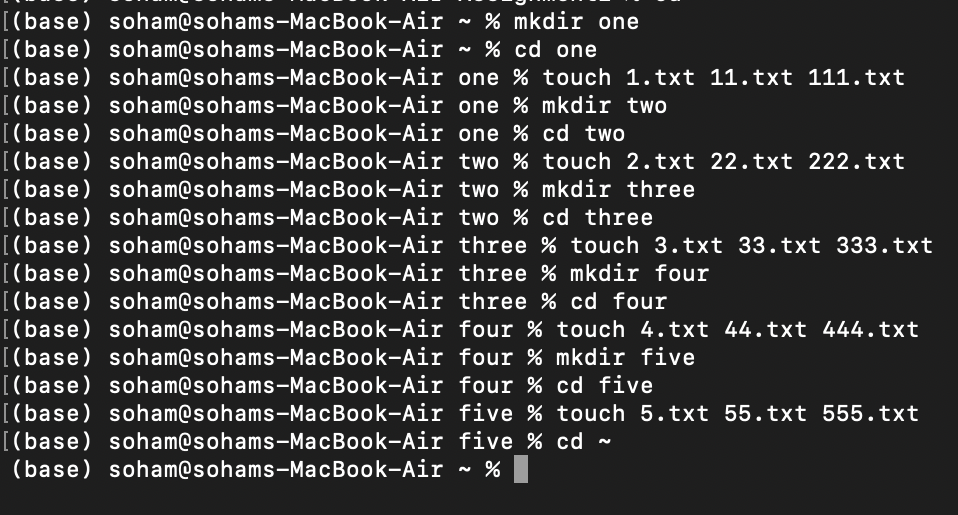 [(base) soham@sohams-MacBook-Air ~ % mkdir one
[(base) soham@sohams-MacBook-Air ~ % cd one
[(base) soham@sohams-MacBook-Air one % touch 1.txt 11.txt 111.txt
[(base) soham@sohams-MacBook-Air one % mkdir two
[(base) soham@sohams-MacBook-Air one % cd two
[(base) soham@sohams-MacBook-Air two % touch 2.txt 22.txt 222.txt
[(base) soham@sohams-MacBook-Air two % mkdir three
[(base) soham@sohams-MacBook-Air two % cd three
[(base) soham@sohams-MacBook-Air three % touch 3.txt 33.txt 333.txt
[(base) soham@sohams-MacBook-Air three % mkdir four
[(base) soham@sohams-MacBook-Air three % cd four
[(base) soham@sohams-MacBook-Air four % touch 4.txt 44.txt 444.txt
[(base) soham@sohams-MacBook-Air four % mkdir five
[(base) soham@sohams-MacBook-Air four % cd five
[(base) soham@sohams-MacBook-Air five % touch 5.txt 55.txt 555.txt
[(base) soham@sohams-MacBook-Air five % cd ~
(base) soham@sohams-MacBook-Air ~ %